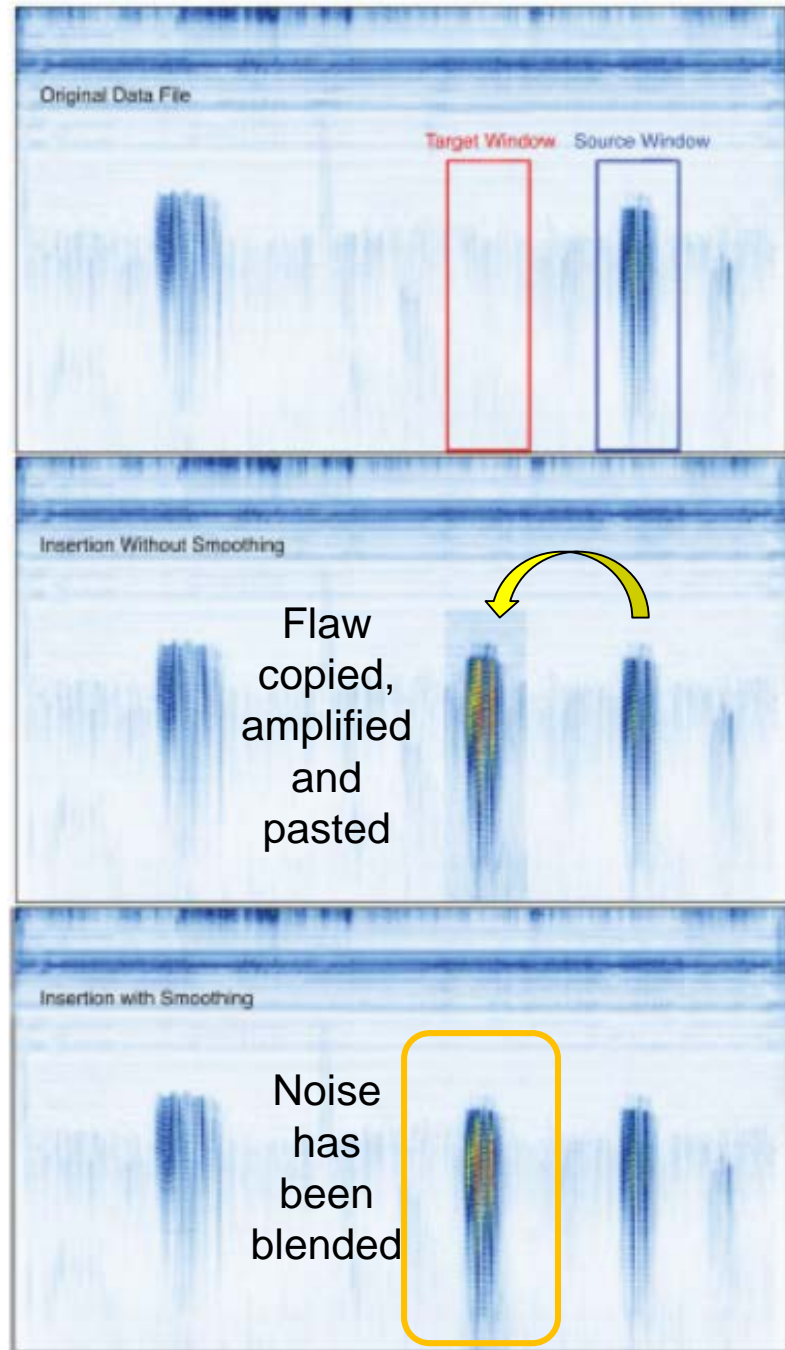 Original Data File
Target Window Source Window
Insertion Without Smoothing
Flaw
copied,
amplified
and
pasted
Insertion with Smoothing
Noise
has
been
blended